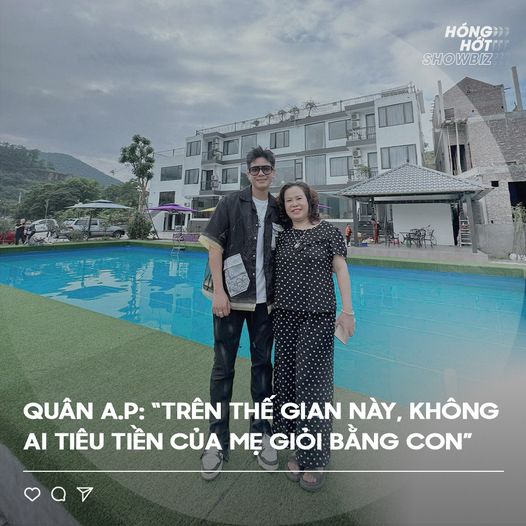 HÓNG
HỚT
SHOWBIZ
QUÂN A.P: “TRÊN THẾ GIAN NÀY, KHÔNG
AI TIÊU TIỀN CỦA MẸ GIỎI BẰNG CON”